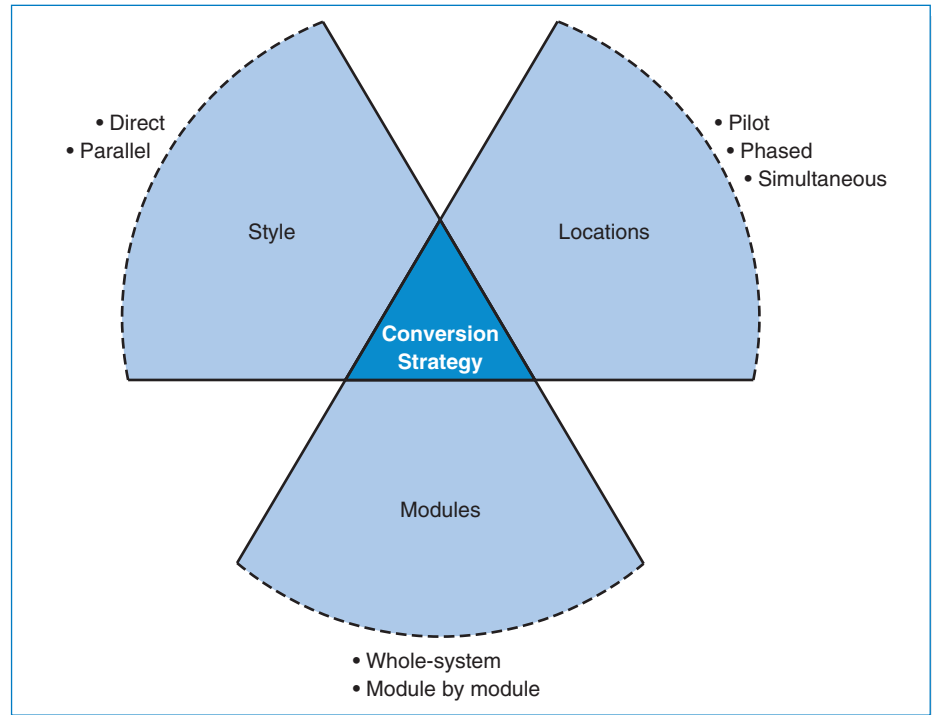 • Direct
• Parallel
• Pilot
• Phased
• Simultaneous
Style
Locations
Conversion
Strategy
Modules
• Whole-system
• Module by module